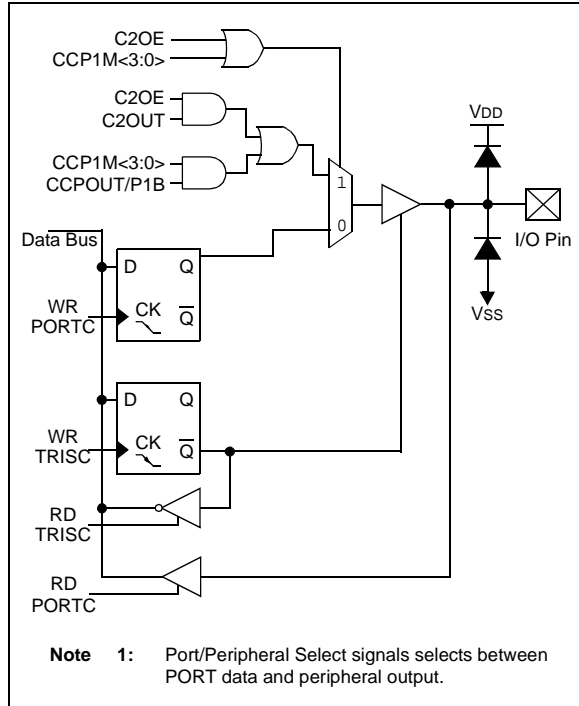 C2OE
CCP1M<3:0>
C2OE
C2OUT
CCP1M<3:0>
CCPOUT/P1B
VDD
1
0
I/O Pin
VSS
Data Bus
D Q
WR
PORTC
CK
Q
D Q
WR
TRISC
CK
Q
RD
TRISC
RD
PORTC
Note 1: Port/Peripheral Select signals selects between
PORT data and peripheral output.